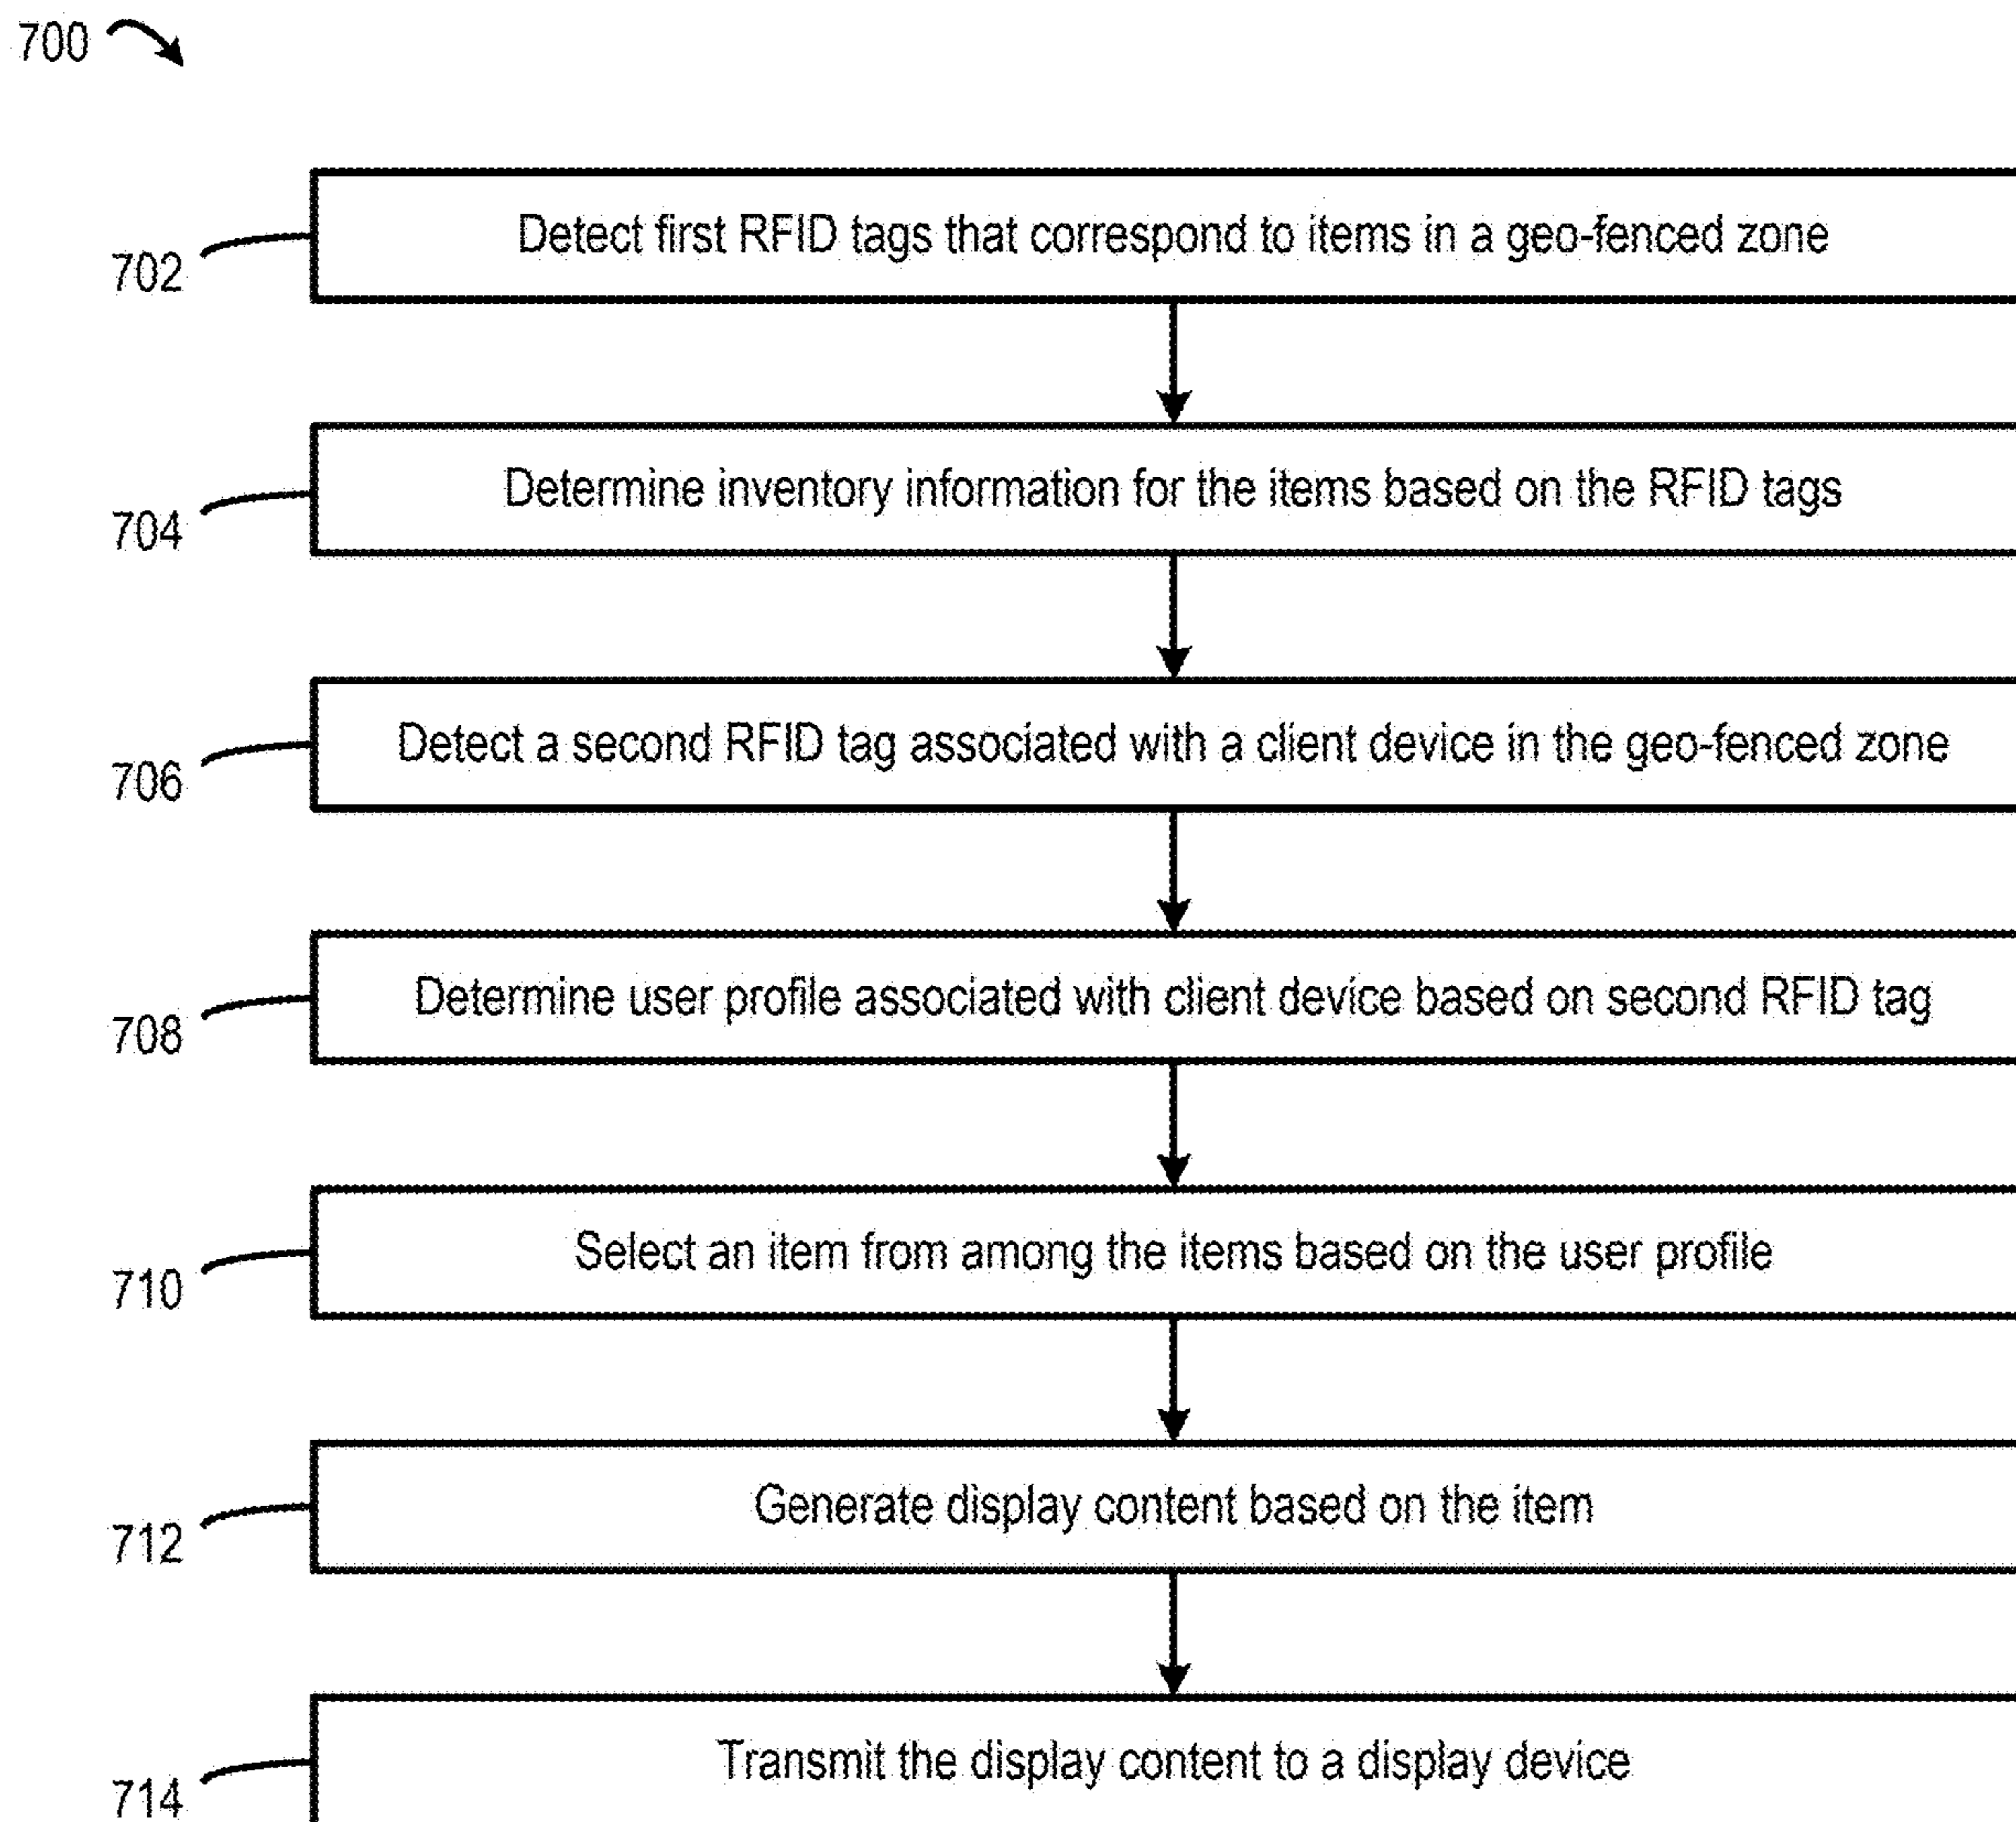 700
Detect first RFID tags that correspond to items in a geo-fenced zone
702
Determine inventory information for the items based on the RFID tags
704
Detect a second RFID tag associated with a client device in the geo-fenced zone
706
Determine user profile associated with client device based on second RFID tag
708
Select an item from among the items based on the user profile
710
Generate display content based on the item
712
Transmit the display content to a display device
714